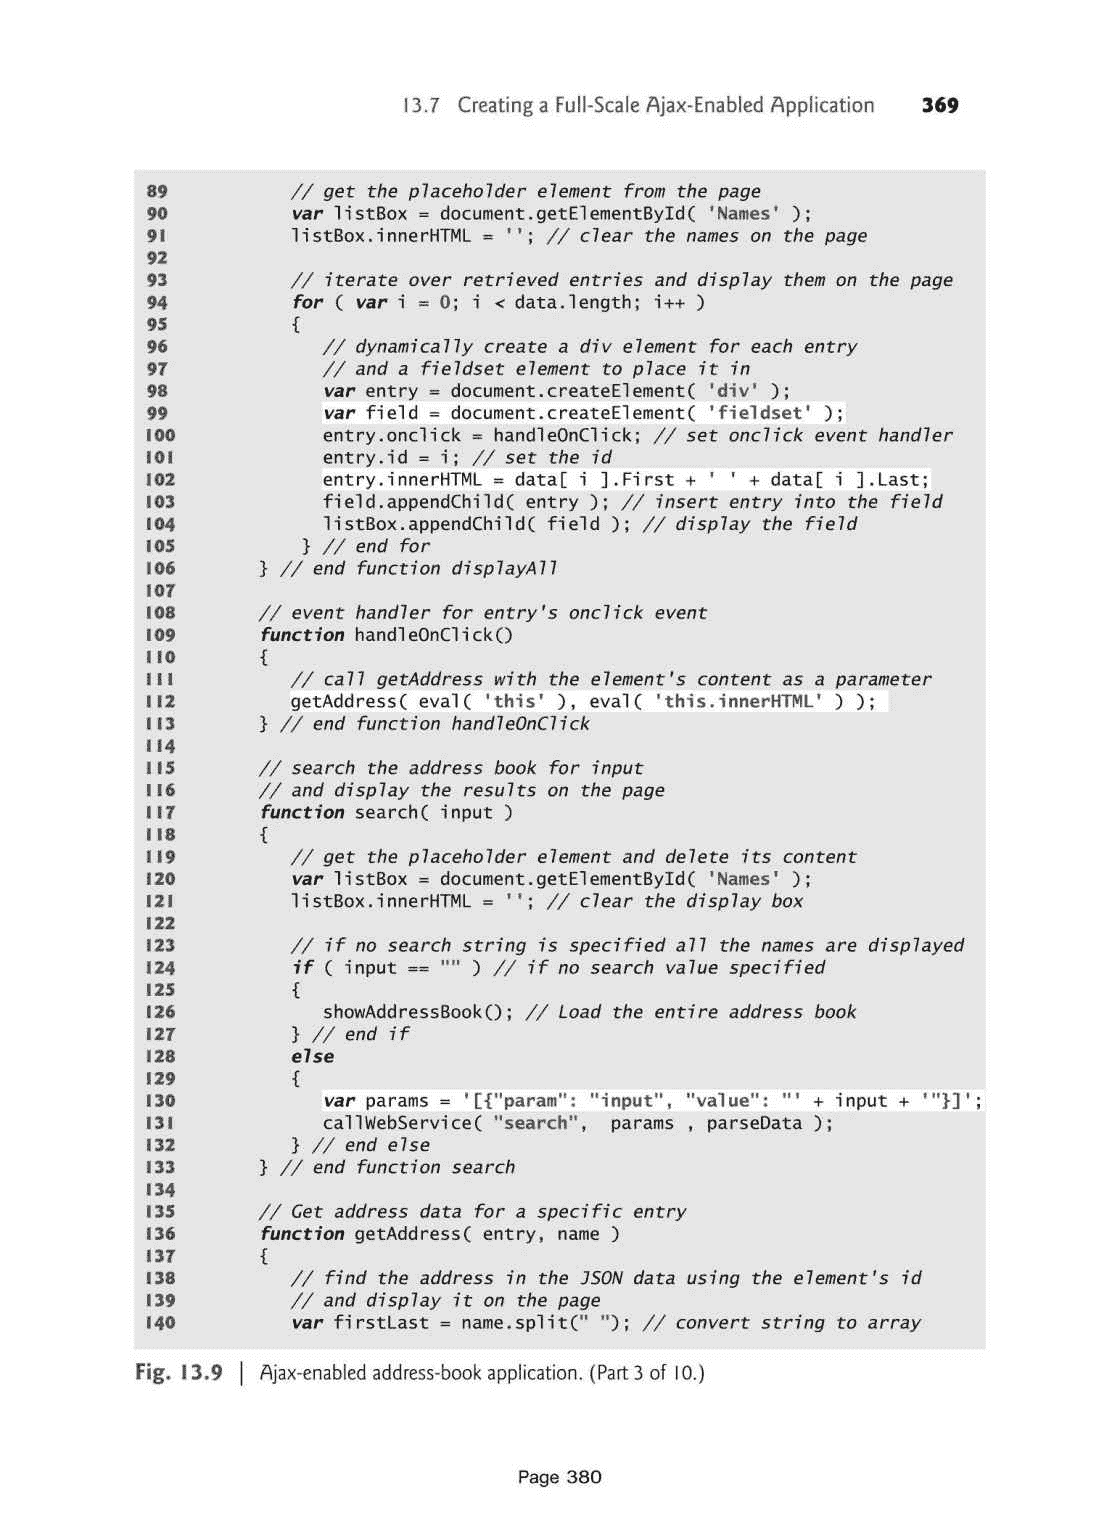 13.7 Creating a Full-Scale Ajax-Enabled Application 369
89 // get the placeholder element from the page
90 var listBox = document.getElementById( 'Names' );
91 listBox.innerHTML = ''; // clear the names on the page
92
93 // iterate over retrieved entries and display them on the page
94 for ( var i = 0; i < data.length; i++ )
95 {
96 // dynamically create a div element for each entry
97 // and a fieldset element to place it in
98 var entry = document.createElement( 'div' );
99 var field = document.createElement( 'fieldset' );
100 entry.onclick = handleOnClick; // set onclick event handler
101 entry.id = i; // set the id
102 entry.innerHTML = data[ i ].First + ' ' + data[ i ].Last;
103 field.appendChild( entry ); // insert entry into the field
104 listBox.appendChild( field ); // display the field
105 } // end for
106 } // end function displayAll
107
108 // event handler for entry's onclick event
109 function handleOnClick()
110 {
111 // call getAddress with the element's content as a parameter
112 getAddress( eval( 'this' ), eval( 'this.innerHTML' ) );
113 } // end function handleOnClick
114
115 // search the address book for input
116 // and display the results on the page
117 function search( input )
118 {
119 // get the placeholder element and delete its content
120 var listBox = document.getElementById( 'Names' );
121 listBox.innerHTML = ''; // clear the display box
122
123 // if no search string is specified all the names are displayed
124 if ( input == "" ) // if no search value specified
125 {
126 showAddressBook(); // Load the entire address book
127 } // end if
128 else
129 {
130 var params = '[{"param": "input", "value": "' + input + '"}]';
131 callWebService( "search", params , parseData );
132 } // end else
133 } // end function search
134
135 // Get address data for a specific entry
136 function getAddress( entry, name )
137 {
138 // find the address in the JSON data using the element's id
139 // and display it on the page
140 var firstLast = name.split(" "); // convert string to array
Fig. 13.9 | Ajax-enabled address-book application. (Part 3 of 10.)
Page 380